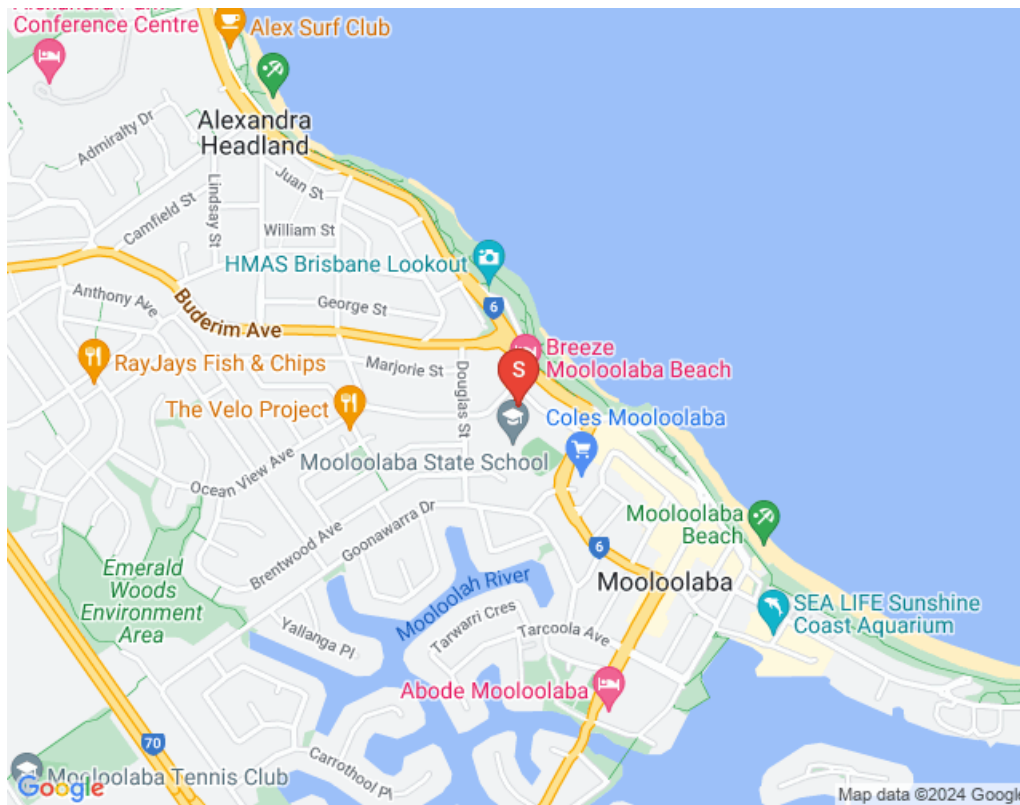 Conference Centre
Alex Surf Club
Alexandra
Headland
Admiralty Dr
Juan St
Lindsay St
Camfield St
William St
HMAS Brisbane Lookout
George St
6
Anthony Ave
Buderim Ave
Breeze
Mooloolaba Beach
RayJays Fish & Chips
Marjorie St
S
Douglas St
The Velo Project
Coles Mooloolaba
Mooloolaba State School
Ocean View Ave
Goonawarra Dr
Brentwood Ave
Mooloolaba
Beach
6
Emerald
Woods
Environment
Area
Mooloolah River
Mooloolaba
SEA LIFE Sunshine
Coast Aquarium
Yallanga Pl
Tarwarri Cres
Tarcoola Ave
Abode Mooloolaba
70
Carrothool Pl
Mooloolaba Tennis Club
Google
Map data ©2024 Google